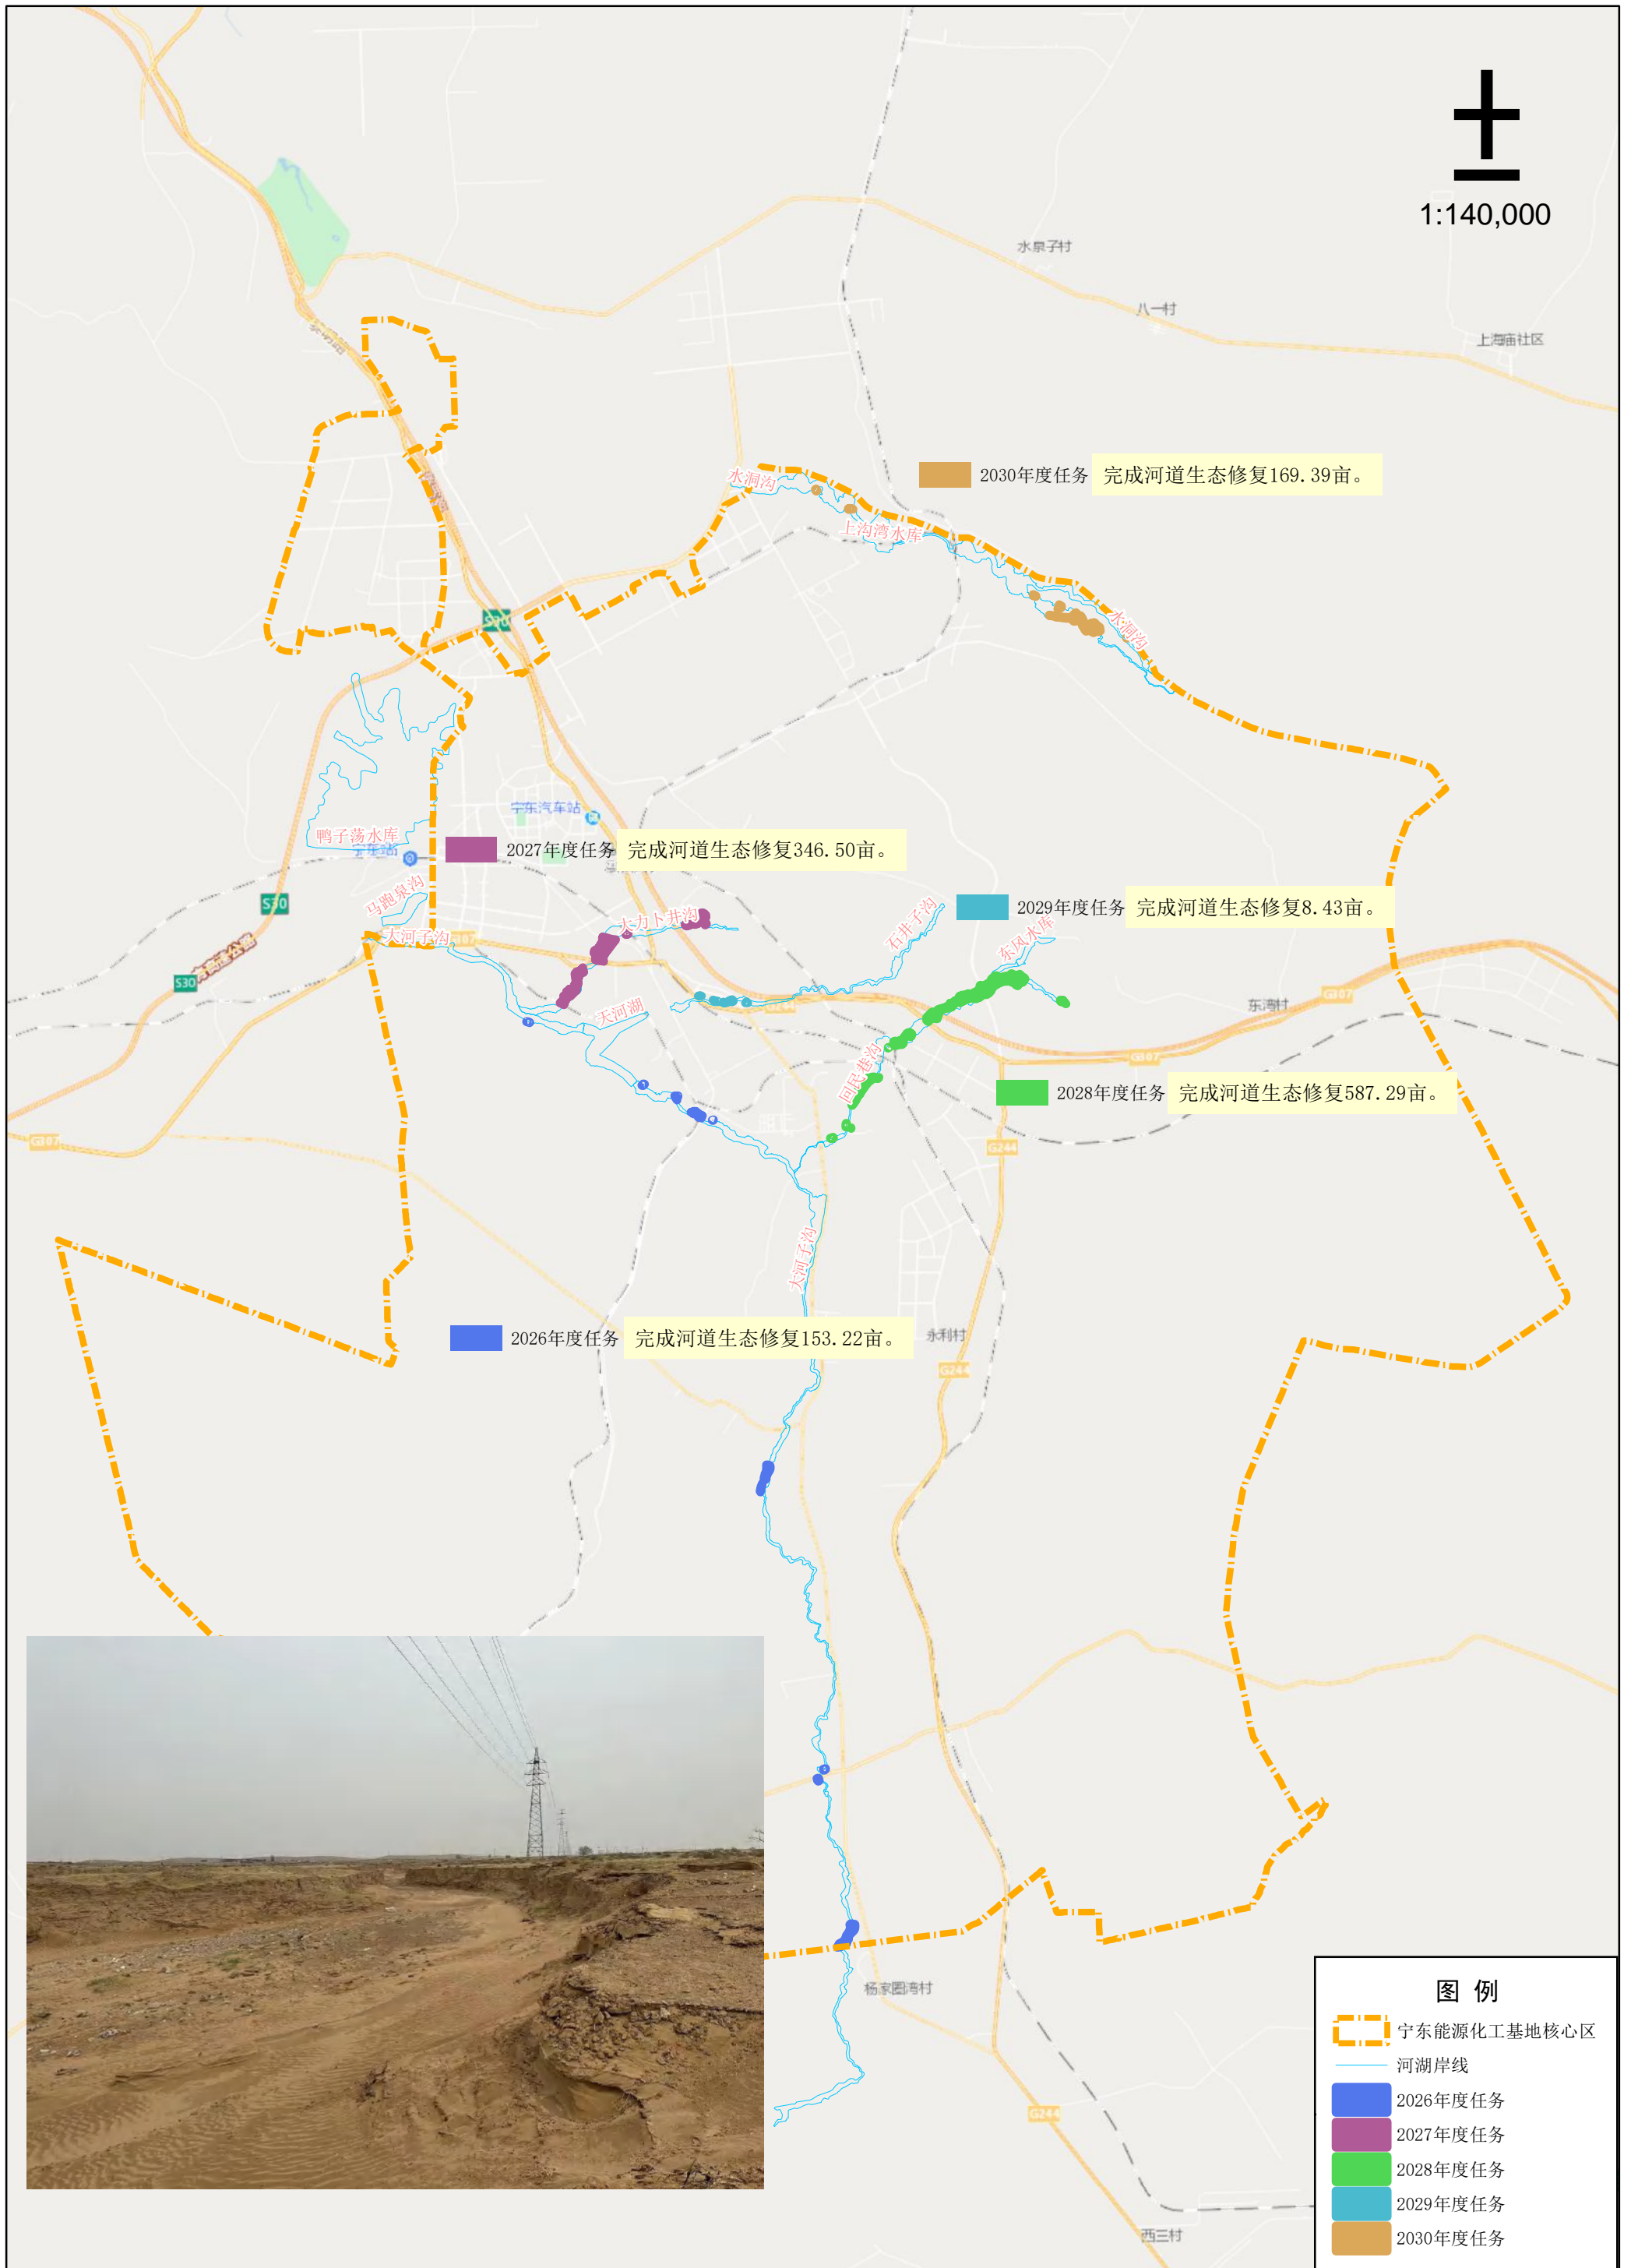 1:140,000
水泉子村
八一村
上海庙社区
2030年度任务 完成河道生态修复169.39亩。
水洞沟
上沟湾水库
水洞沟
S30
宁东汽车站
鸭子荡水库
宁东站
2027年度任务 完成河道生态修复346.50亩。
马跑泉沟
大河子沟
大力卜井沟
石井子沟
2029年度任务 完成河道生态修复8.43亩。
东风水库
S30
S30
青高速公路
天河湖
G244
G307
东湾村
G307
回民巷沟
2028年度任务 完成河道生态修复587.29亩。
G307
G244
大河子沟
2026年度任务 完成河道生态修复153.22亩。
永利村
G244
杨家圈湾村
G244
西三村
图 例
宁东能源化工基地核心区
河湖岸线
2026年度任务
2027年度任务
2028年度任务
2029年度任务
2030年度任务